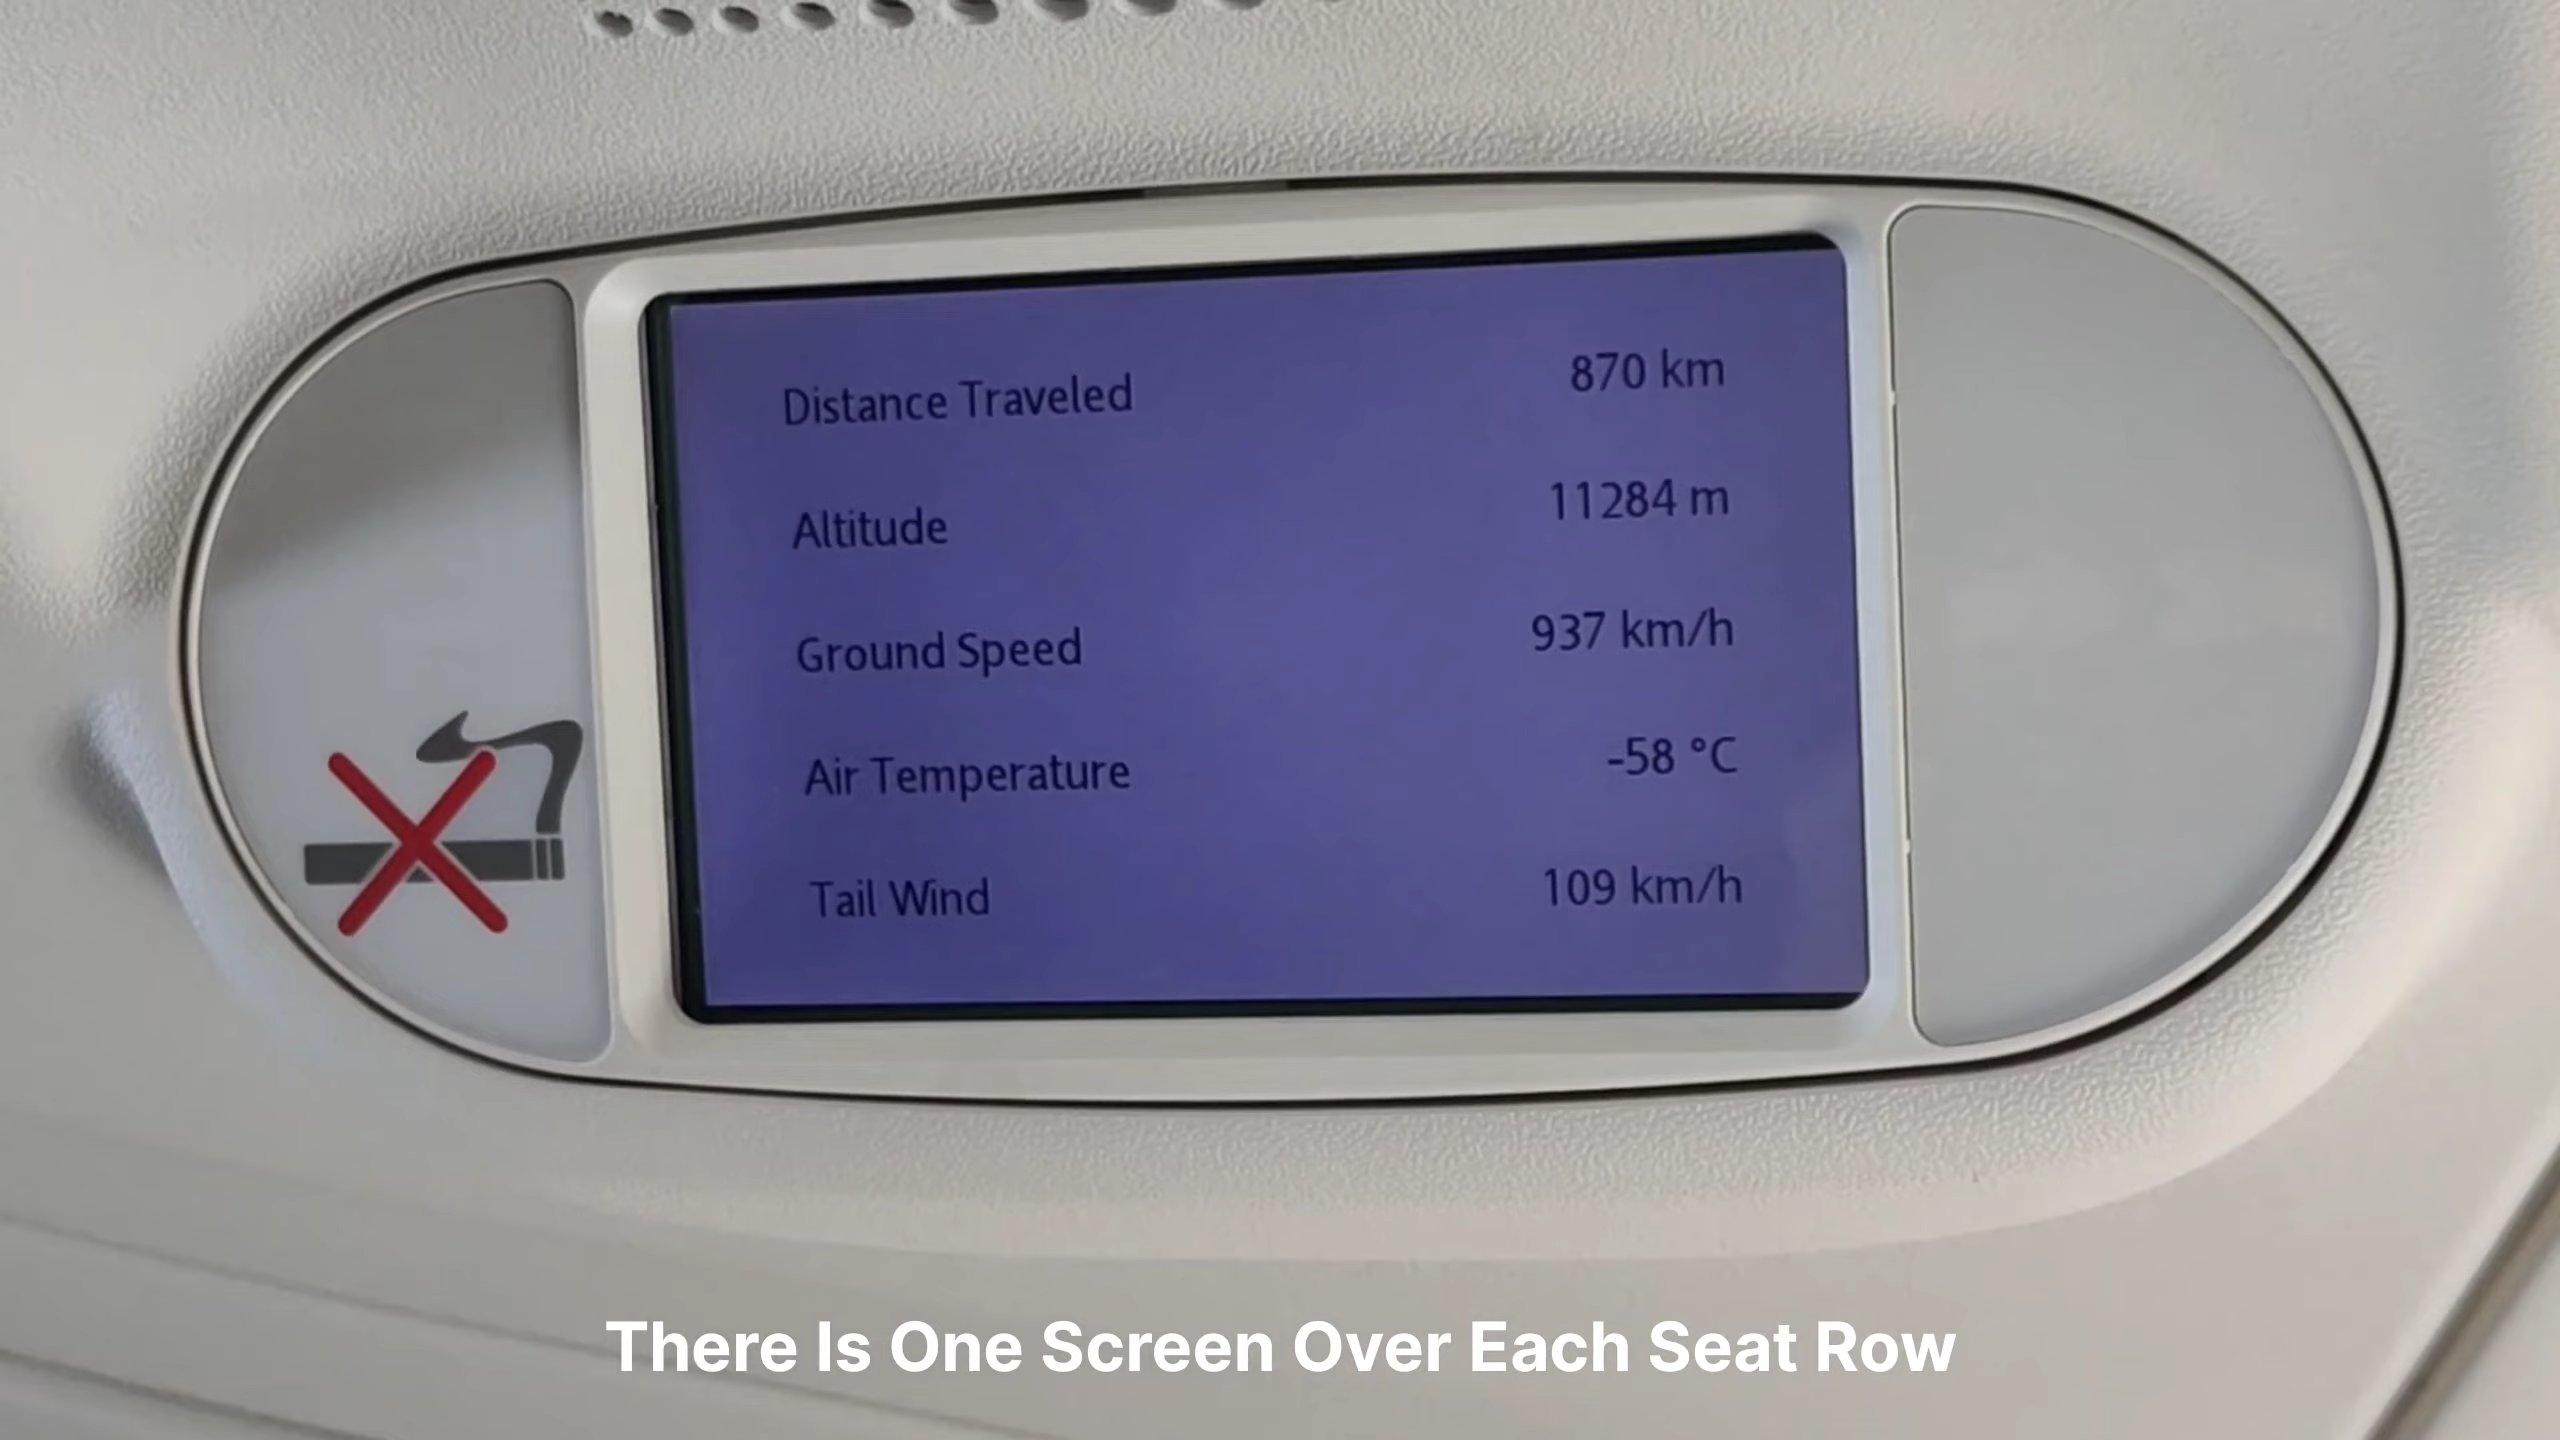 Distance Traveled 870 km
Altitude 11284 m
Ground Speed 937 km/h
Air Temperature -58 °C
Tail Wind 109 km/h
There Is One Screen Over Each Seat Row